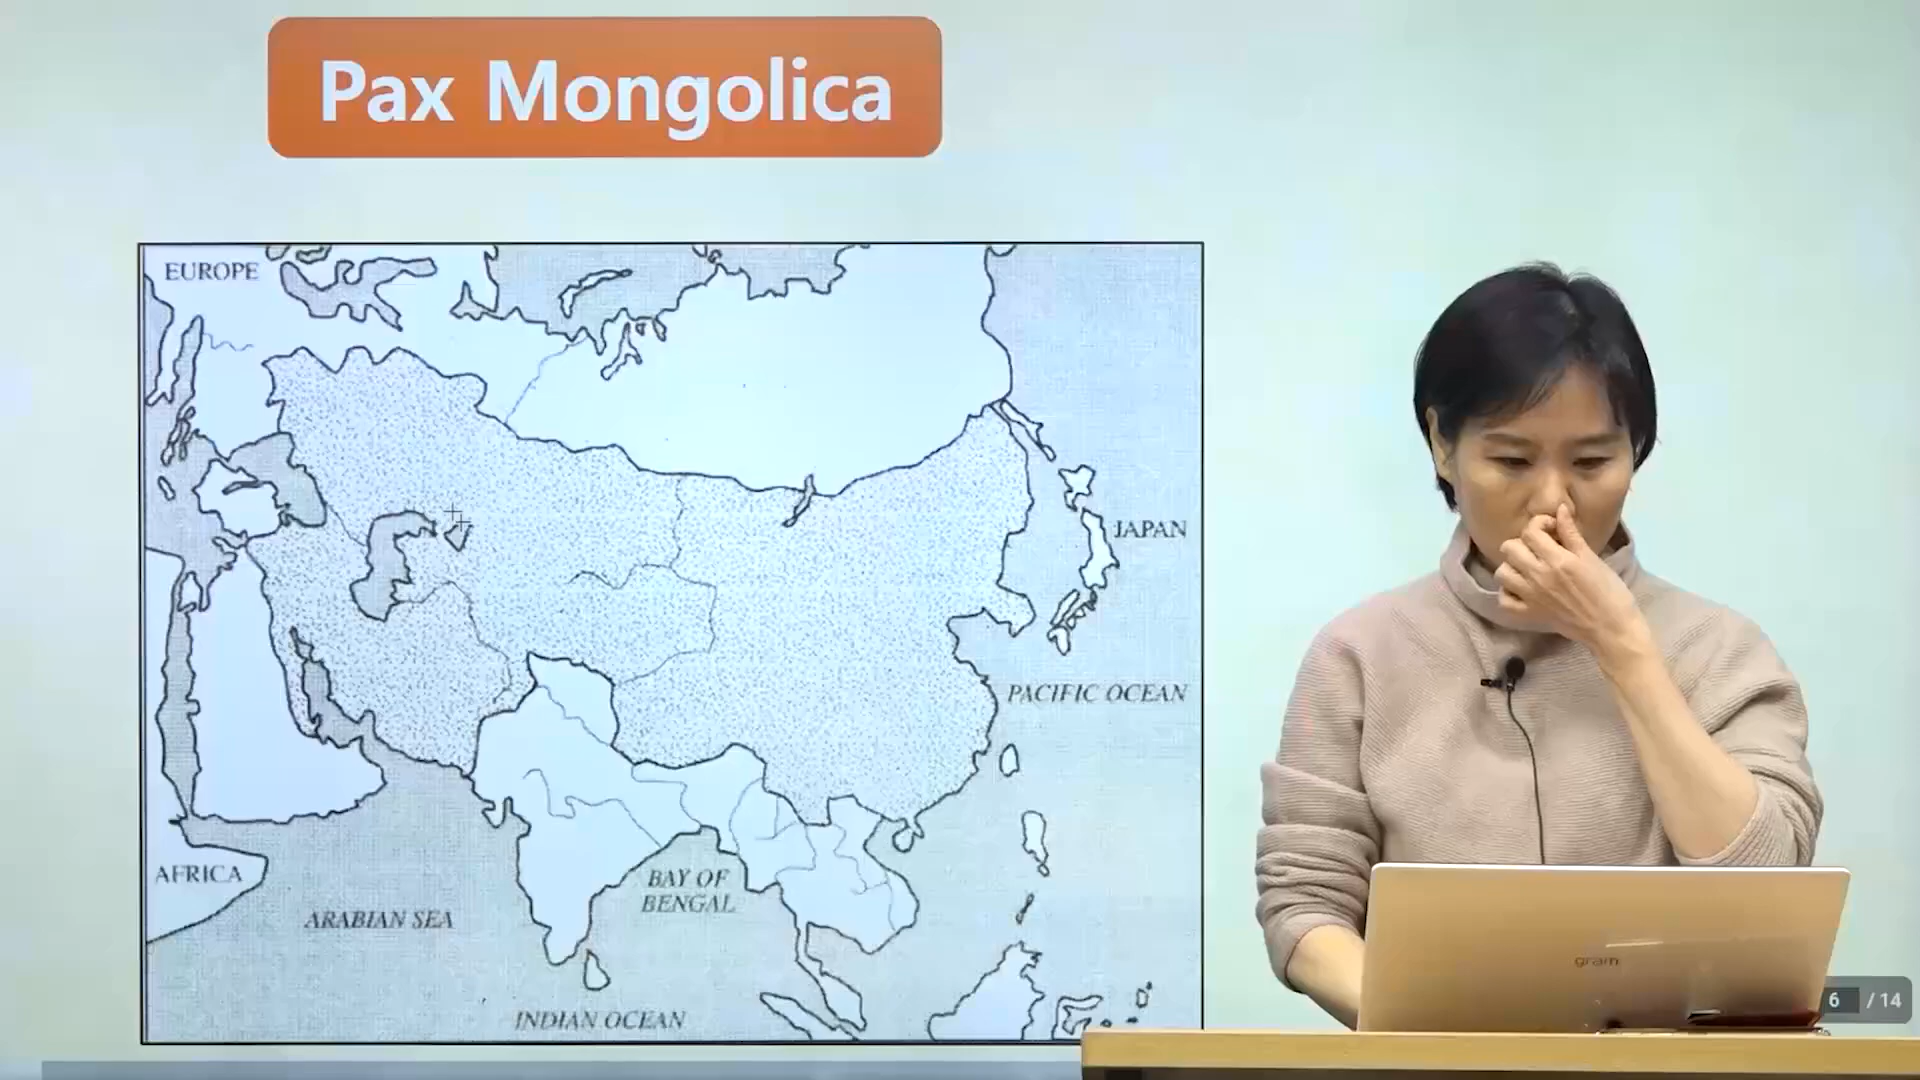 Pax Mongolica
EUROPE
JAPAN
PACIFIC OCEAN
AFRICA
ARABIAN SEA
BAY OF
BENGAL
INDIAN OCEAN
gram
6 / 14